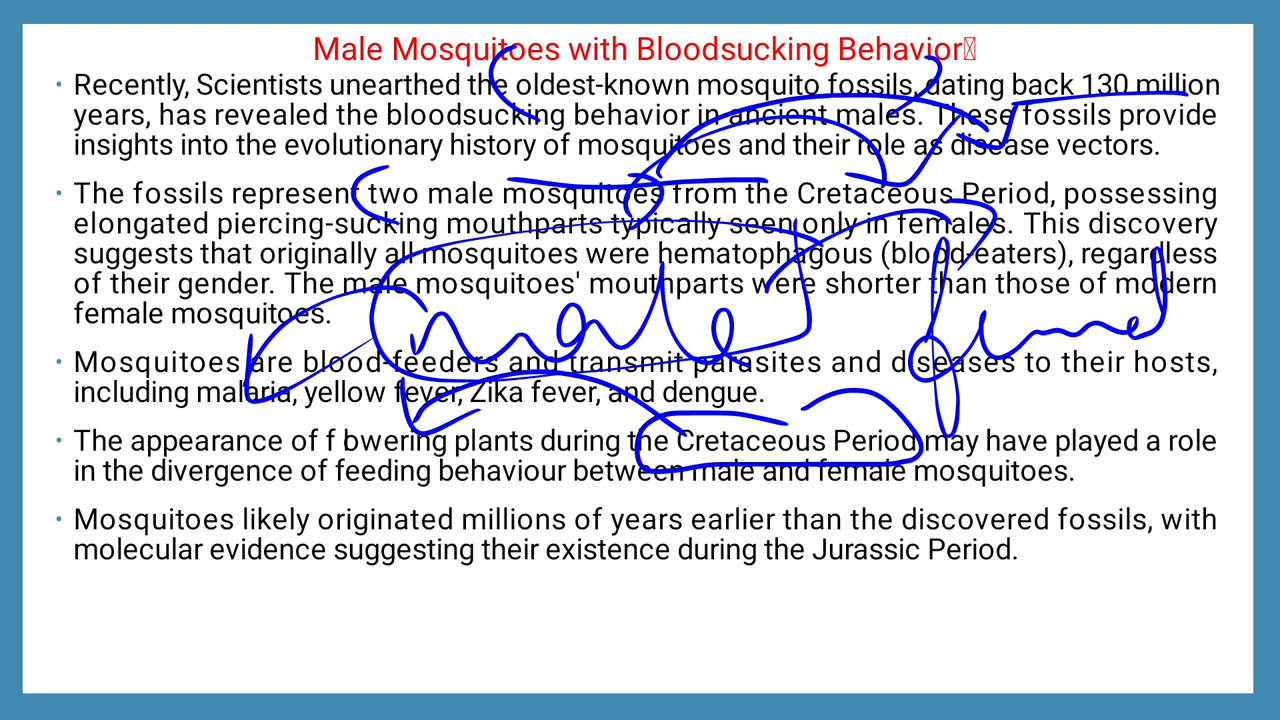 Male Mosquitoes with Bloodsucking Behavior
• Recently, Scientists unearthed the oldest-known mosquito fossils, dating back 130 million
years, has revealed the bloodsucking behavior in ancient males. These fossils provide
insights into the evolutionary history of mosquitoes and their role as disease vectors.
• The fossils represent two male mosquitoes from the Cretaceous Period, possessing
elongated piercing-sucking mouthparts typically seen only in females. This discovery
suggests that originally all mosquitoes were hematophagous (blood-eaters), regardless
of their gender. The male mosquitoes' mouthparts were shorter than those of modern
female mosquitoes.
male
• Mosquitoes are blood-feeders and transmit parasites and diseases to their hosts,
including malaria, yellow fever, Zika fever, and dengue.
• The appearance of f lowering plants during the Cretaceous Period may have played a role
in the divergence of feeding behaviour between male and female mosquitoes.
• Mosquitoes likely originated millions of years earlier than the discovered fossils, with
molecular evidence suggesting their existence during the Jurassic Period.